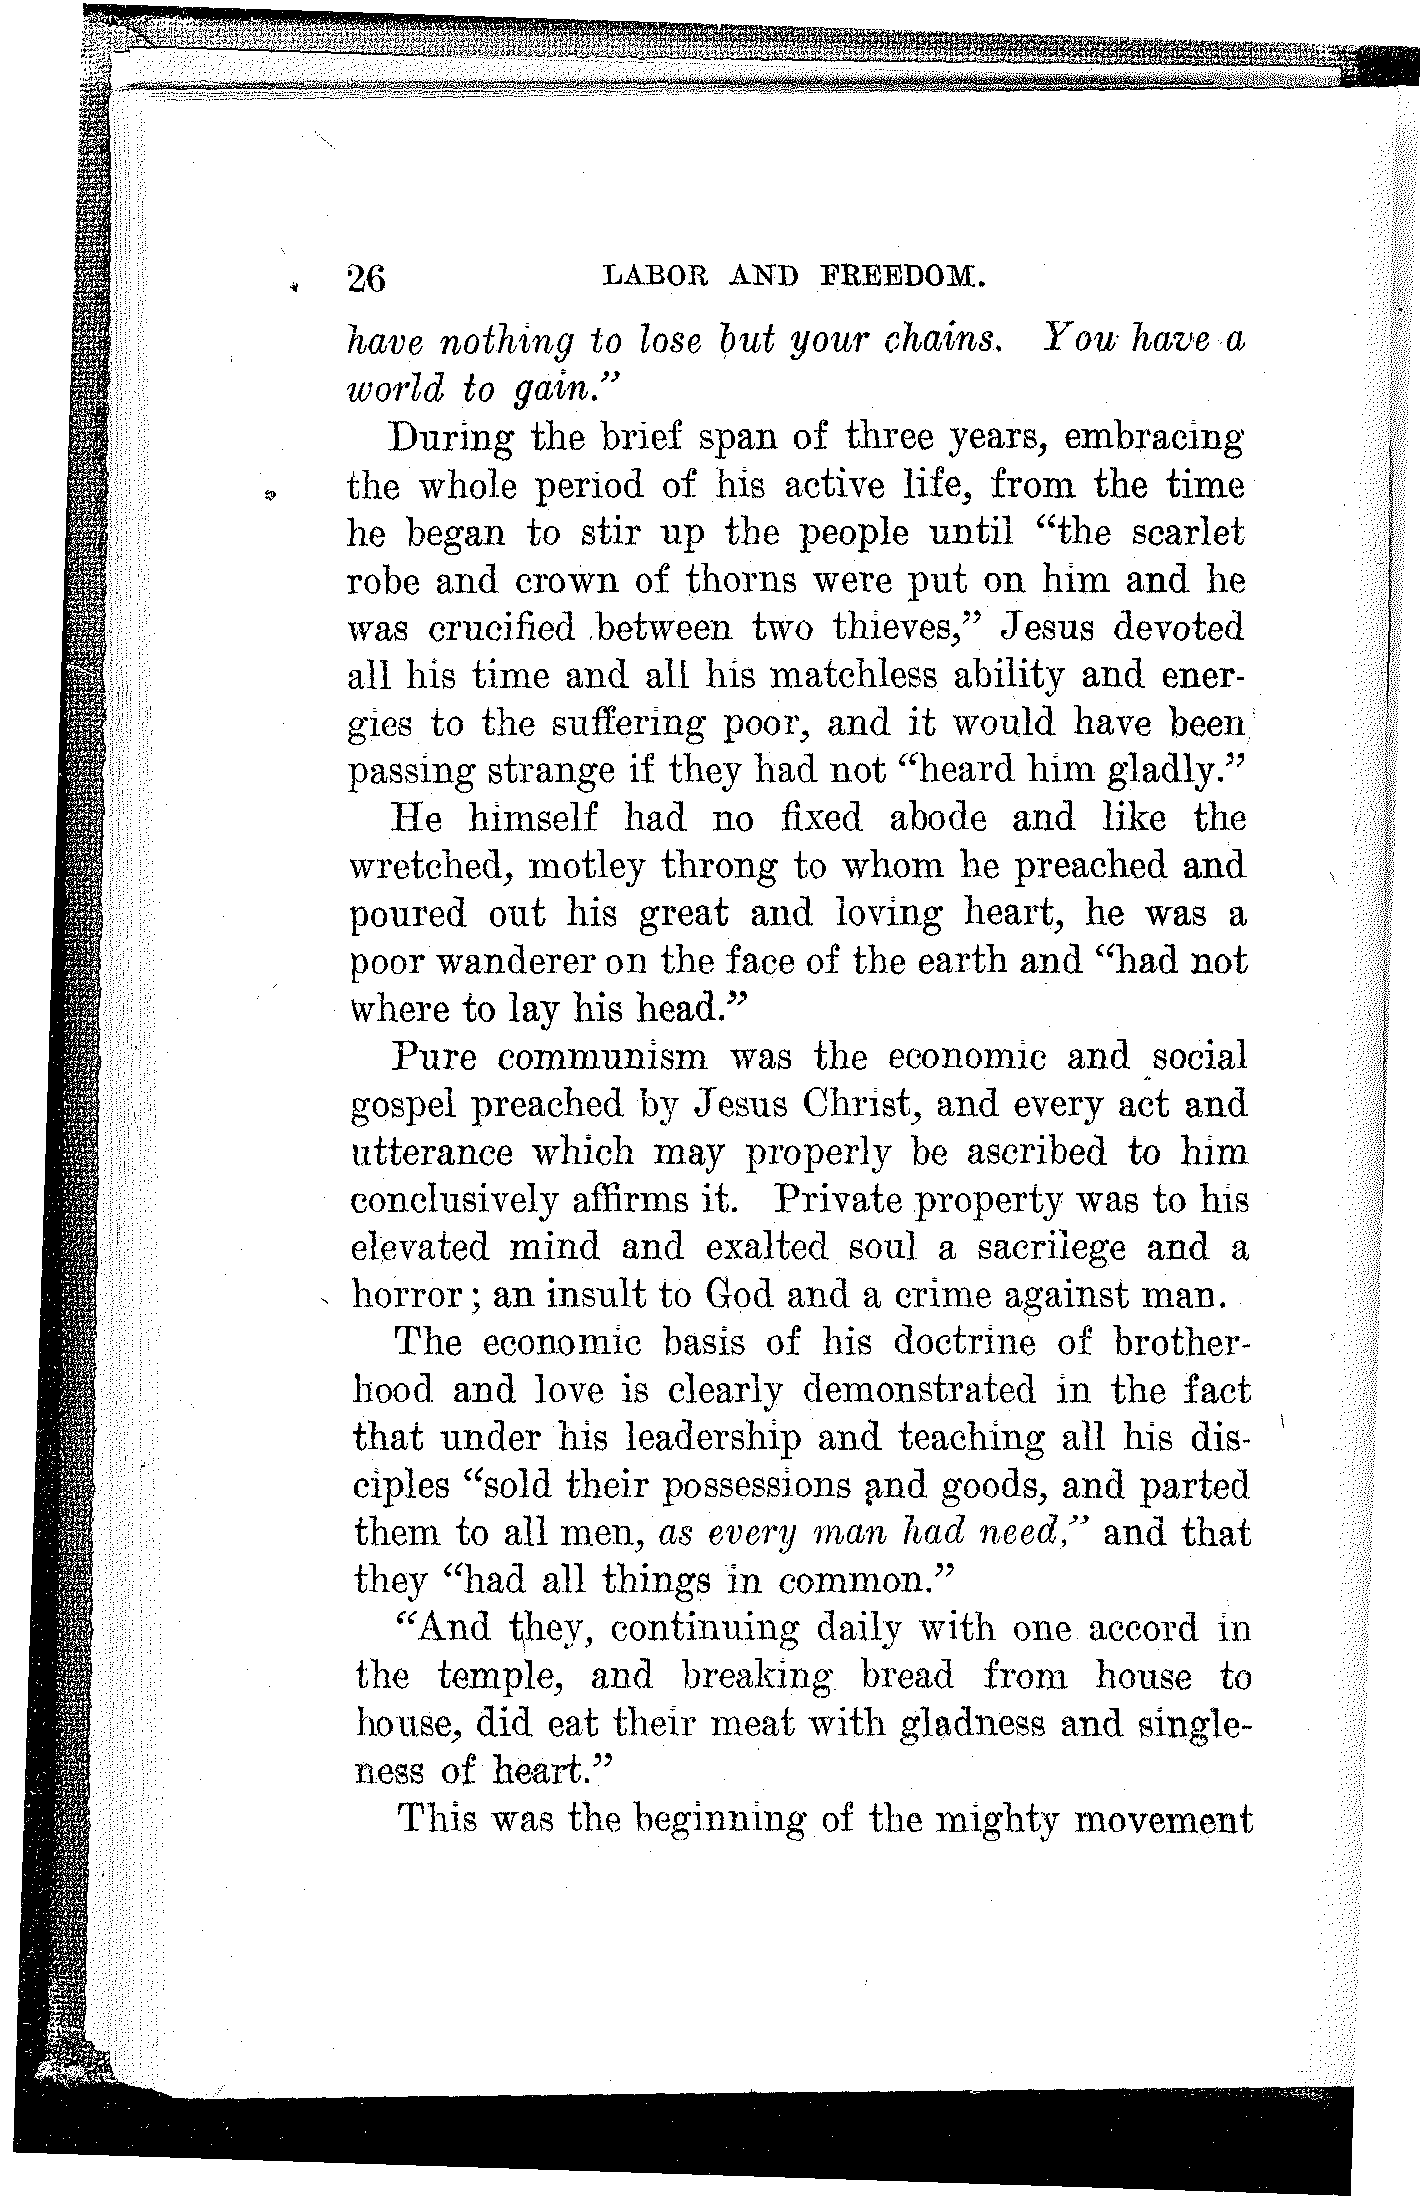 26 LABOR AND FREEDOM.
have nothing to lose but your chains. You have a
world to gain.”
During the brief span of three years, embracing
the whole period of his active life, from the time
he began to stir up the people until “the scarlet
robe and crown of thorns were put on him and he
was crucified between two thieves,” Jesus devoted
all his time and all his matchless ability and ener-
gies to the suffering poor, and it would have been
passing strange if they had not “heard him gladly.”
He himself had no fixed abode and like the
wretched, motley throng to whom he preached and
poured out his great and loving heart, he was a
poor wanderer on the face of the earth and “had not
where to lay his head.”
Pure communism was the economic and social
gospel preached by Jesus Christ, and every act and
utterance which may properly be ascribed to him
conclusively affirms it. Private property was to his
elevated mind and exalted soul a sacrilege and a
horror; an insult to God and a crime against man.
The economic basis of his doctrine of brother-
hood and love is clearly demonstrated in the fact
that under his leadership and teaching all his dis-
ciples “sold their possessions and goods, and parted
them to all men, as every man had need,” and that
they “had all things in common.”
“And they, continuing daily with one accord in
the temple, and breaking bread from house to
house, did eat their meat with gladness and single-
ness of heart.”
This was the beginning of the mighty movement